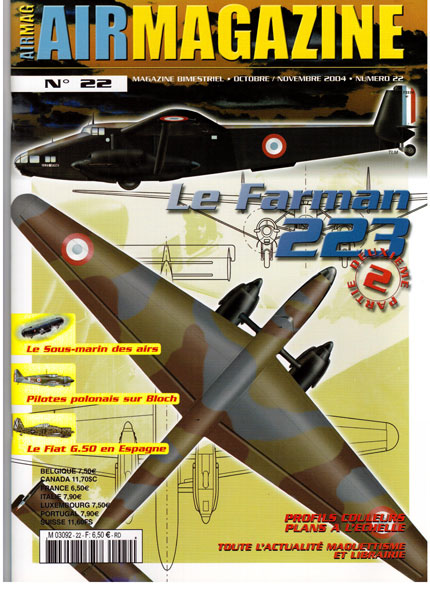 AIRMAG
AIRMAGAZINE
N° 22
MAGAZINE BIMESTRIEL • OCTOBRE / NOVEMBRE 2004 • NUMERO 22
Le Farman
223
DEUXIEME
2
PARTIE
Le Sous-marin des airs
Pilotes polonais sur Bloch
Le Fiat G.50 en Espagne
BELGIQUE 7,50€
CANADA 11,70$C
FRANCE 6,50€
ITALIE 7,90€
LUXEMBOURG 7,50€
PORTUGAL 7,90€
SUISSE 11,60FS
M 03092 - 22 - F: 6,50 € - RD
PROFILS COULEURS
PLANS A L'ECHELLE
TOUTE L'ACTUALITÉ MAQUETTISME
ET LIBRAIRIE